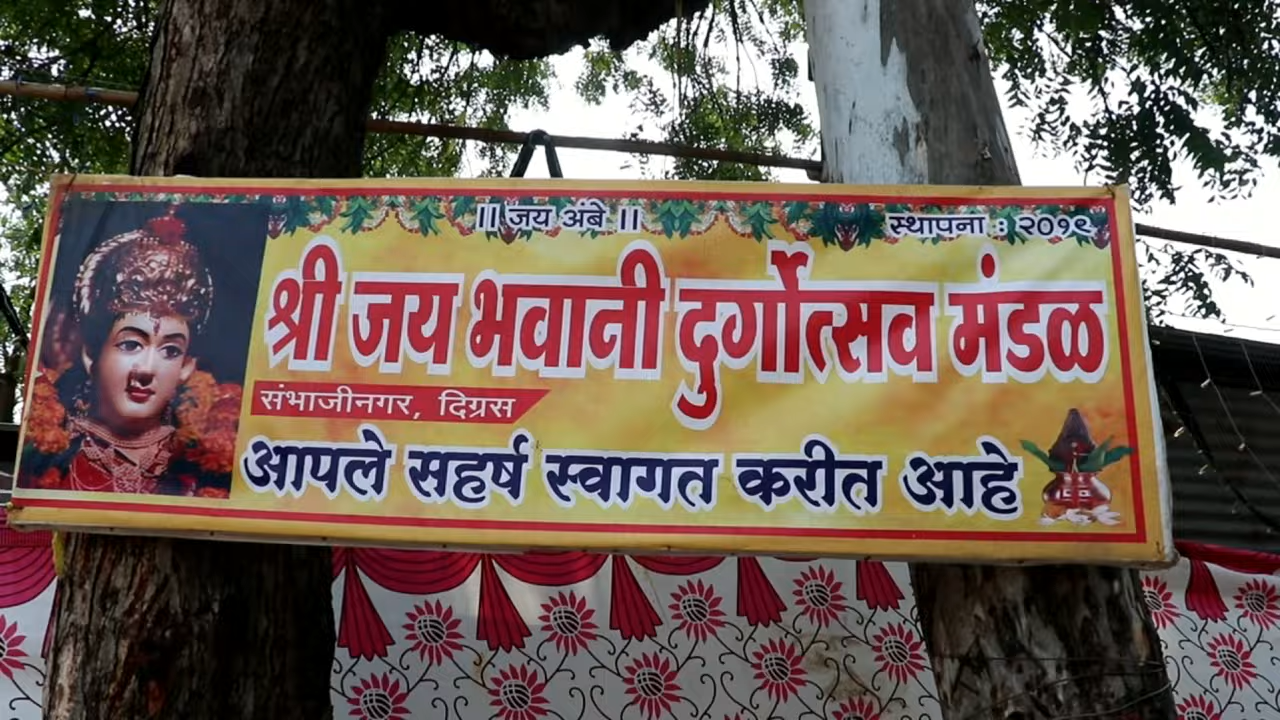 ॥ जय अंबे ॥
स्थापना : २०१९
श्री जय भवानी दुर्गोत्सव मंडळ
संभाजीनगर, दिग्रस
आपले सहर्ष स्वागत करीत आहे